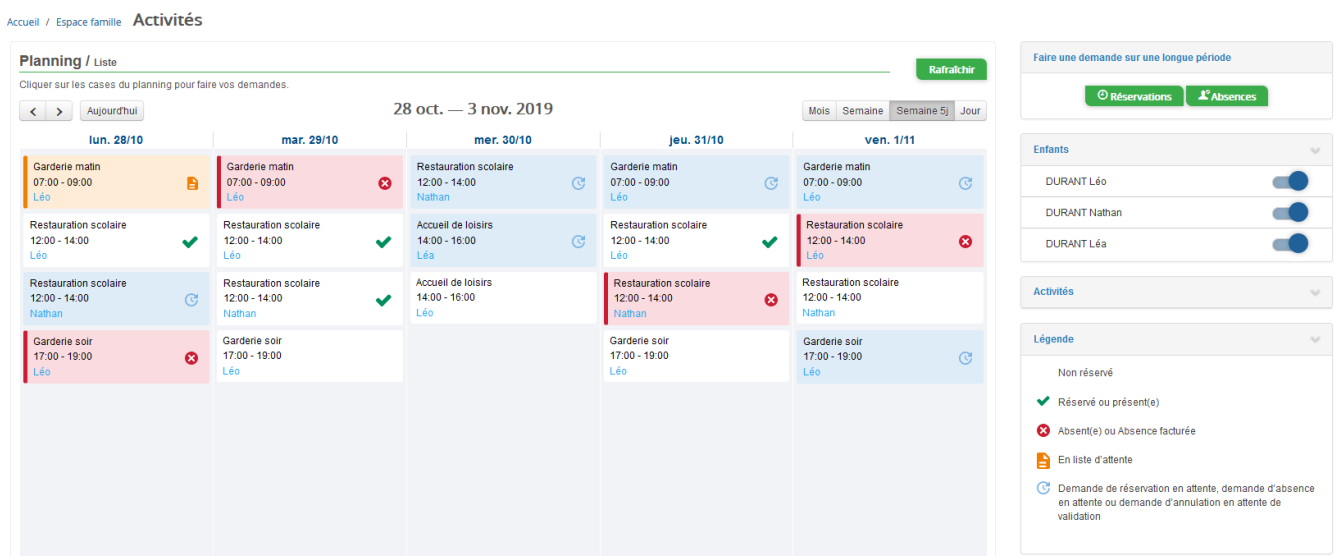 Accueil / Espace famille Activités
Planning / Liste
Rafraîchir
Cliquer sur les cases du planning pour faire vos demandes.
Aujourd'hui
28 oct. — 3 nov. 2019
Mois Semaine Semaine 5j Jour
lun. 28/10
Garderie matin
07:00 - 09:00
Léo
Restauration scolaire
12:00 - 14:00
Léo
Restauration scolaire
12:00 - 14:00
Nathan
Garderie soir
17:00 - 19:00
Léo
mar. 29/10
Garderie matin
07:00 - 09:00
Léo
Restauration scolaire
12:00 - 14:00
Léo
Restauration scolaire
12:00 - 14:00
Nathan
Garderie soir
17:00 - 19:00
Léo
mer. 30/10
Restauration scolaire
12:00 - 14:00
Nathan
Accueil de loisirs
14:00 - 16:00
Léa
Accueil de loisirs
14:00 - 16:00
Léo
jeu. 31/10
Garderie matin
07:00 - 09:00
Léo
Restauration scolaire
12:00 - 14:00
Léo
Restauration scolaire
12:00 - 14:00
Nathan
Garderie soir
17:00 - 19:00
Léo
ven. 1/11
Garderie matin
07:00 - 09:00
Léo
Restauration scolaire
12:00 - 14:00
Léo
Restauration scolaire
12:00 - 14:00
Nathan
Garderie soir
17:00 - 19:00
Léo
Faire une demande sur une longue période
Réservations
Absences
Enfants
DURANT Léo
DURANT Nathan
DURANT Léa
Activités
Légende
Non réservé
Réservé ou présent(e)
Absent(e) ou Absence facturée
En liste d'attente
Demande de réservation en attente, demande d'absence
en attente ou demande d'annulation en attente de
validation